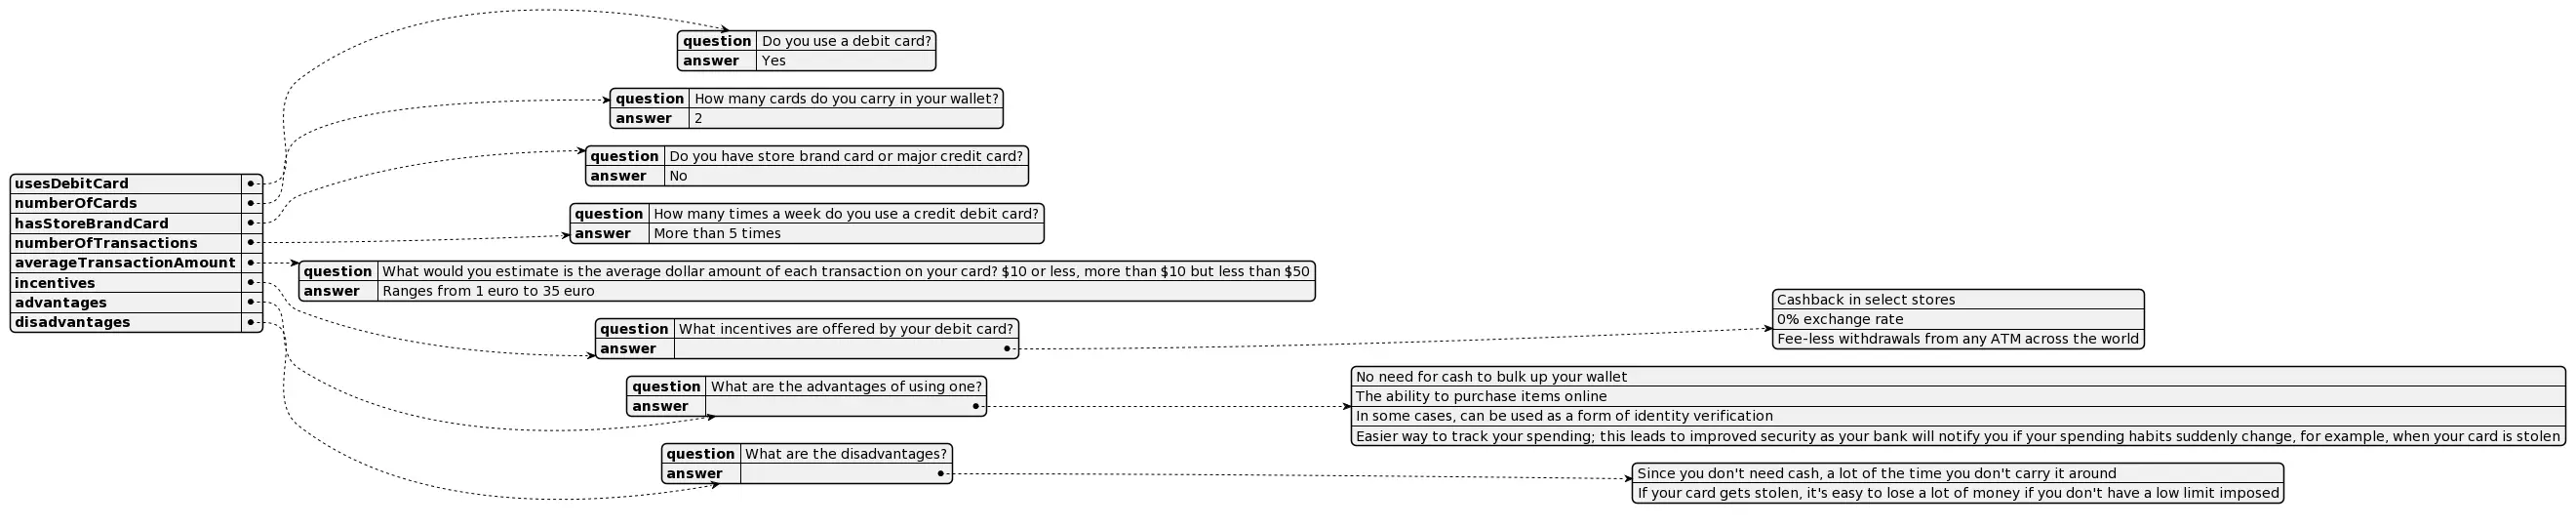 question Do you use a debit card?
answer Yes
question How many cards do you carry in your wallet?
answer 2
question Do you have store brand card or major credit card?
answer No
usesDebitCard
numberOfCards
hasStoreBrandCard
numberOfTransactions
averageTransactionAmount
incentives
advantages
disadvantages
question How many times a week do you use a credit debit card?
answer More than 5 times
question What would you estimate is the average dollar amount of each transaction on your card? $10 or less, more than $10 but less than $50
answer Ranges from 1 euro to 35 euro
question What incentives are offered by your debit card?
answer
Cashback in select stores
0% exchange rate
Fee-less withdrawals from any ATM across the world
question What are the advantages of using one?
answer
No need for cash to bulk up your wallet
The ability to purchase items online
In some cases, can be used as a form of identity verification
Easier way to track your spending; this leads to improved security as your bank will notify you if your spending habits suddenly change, for example, when your card is stolen
question What are the disadvantages?
answer
Since you don't need cash, a lot of the time you don't carry it around
If your card gets stolen, it's easy to lose a lot of money if you don't have a low limit imposed